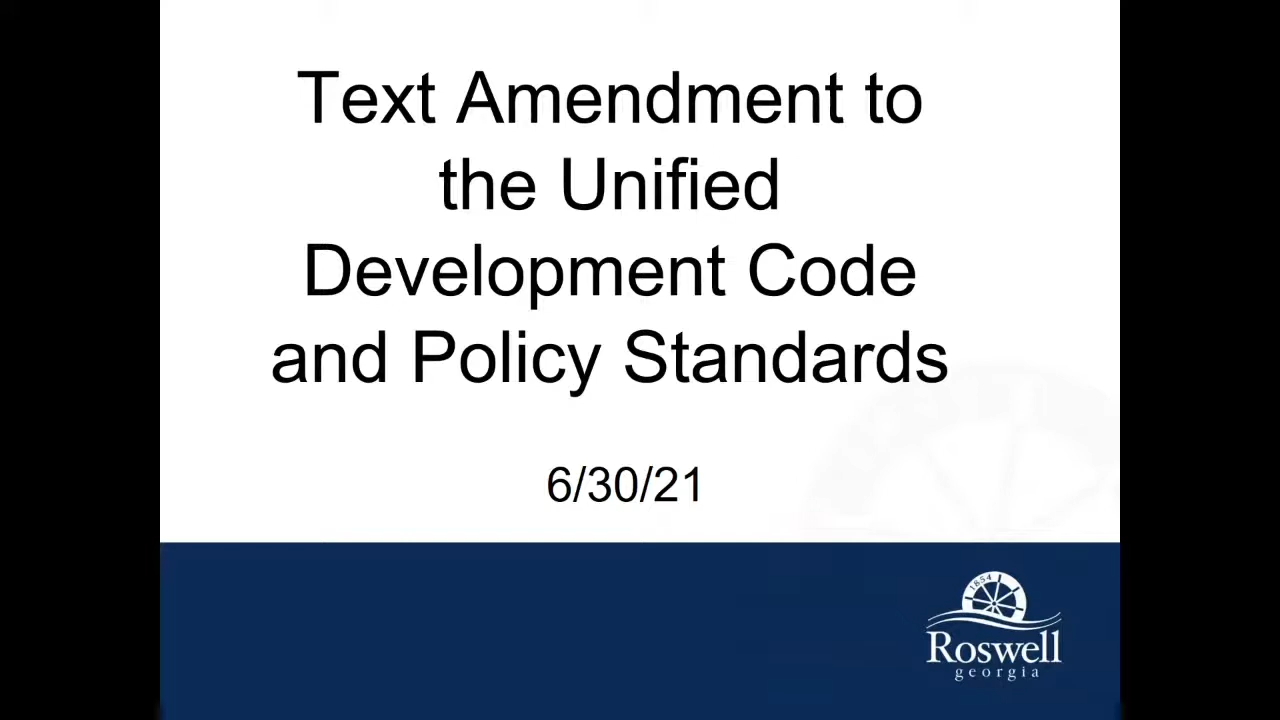 Text Amendment to
the Unified
Development Code
and Policy Standards
6/30/21
1854
Roswell
georgia